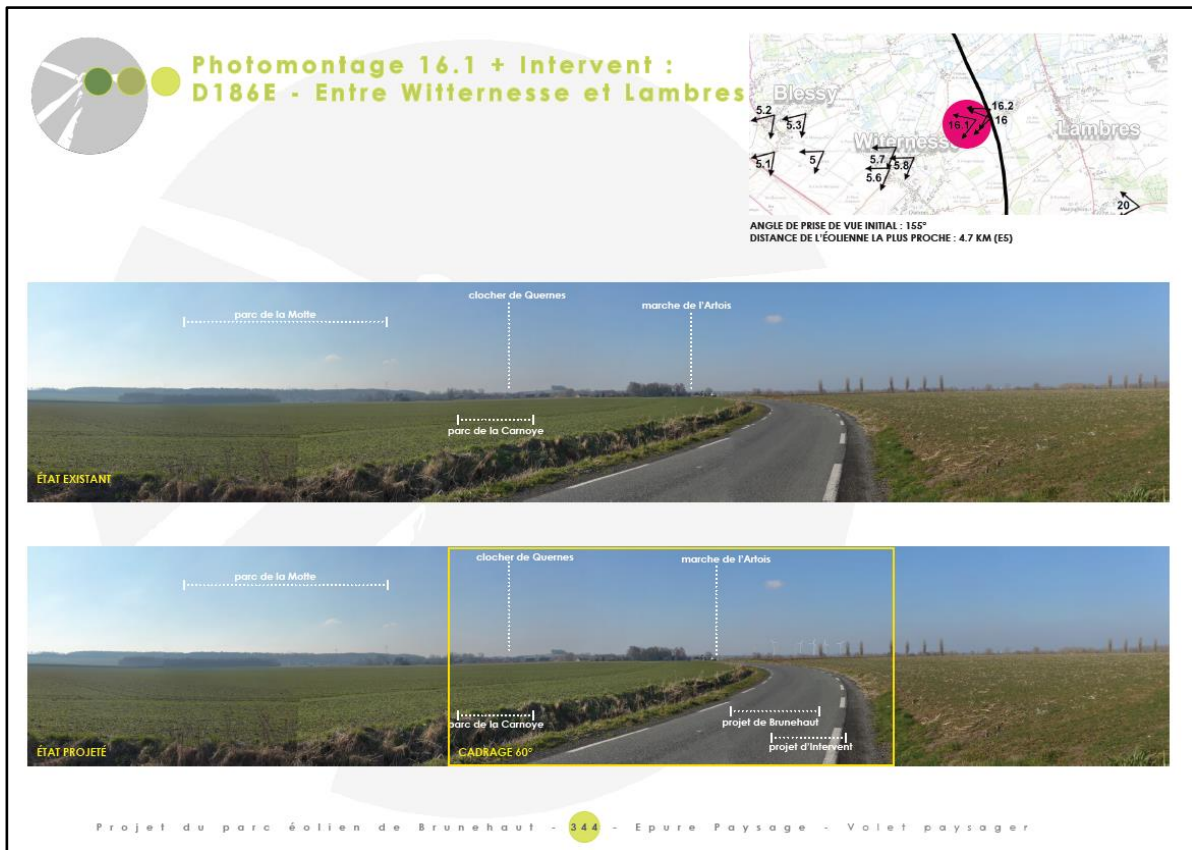 Photomontage 16.1 + Intervent :
D186E - Entre Witternesse et Lambres
Blessy
5.2
5.3
16.2
16.1
16
Lambres
Witernesse
5.1
5
5.7
5.8
5.6
20
ANGLE DE PRISE DE VUE INITIAL : 155°
DISTANCE DE L'ÉOLIENNE LA PLUS PROCHE : 4.7 KM (E5)
clocher de Quernes
marche de l'Artois
parc de la Motte
parc de la Carnoye
ÉTAT EXISTANT
clocher de Quernes
marche de l'Artois
parc de la Motte
parc de la Carnoye
projet de Brunehaut
projet d'Intervent
ÉTAT PROJETÉ
CADRAGE 60°
Projet du parc éolien de Brunehaut - 344 - Epure Paysage - Volet paysager